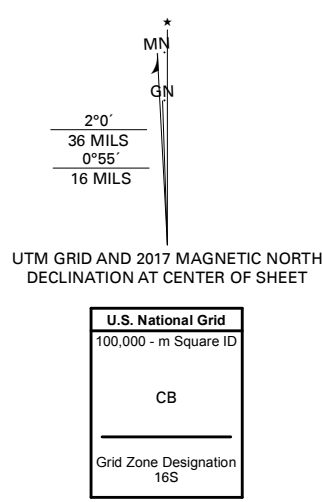 MN
GN
2°0´
36 MILS
0°55´
16 MILS
UTM GRID AND 2017 MAGNETIC NORTH
DECLINATION AT CENTER OF SHEET
U.S. National Grid
100,000 - m Square ID
CB
Grid Zone Designation
16S